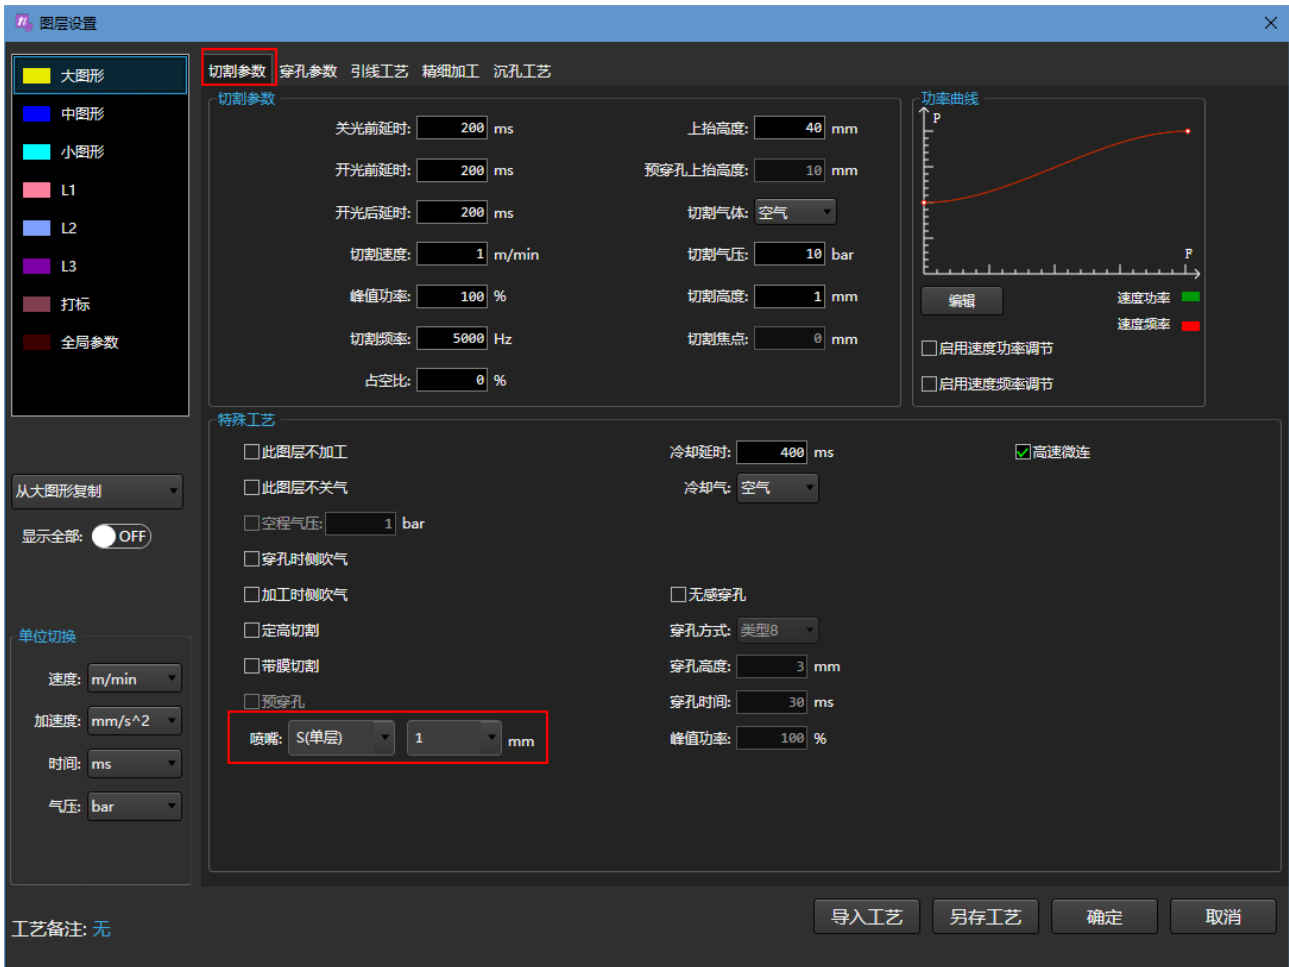 图层设置
大图形
中图形
小图形
L1
L2
L3
打标
全局参数
从大图形复制
显示全部: OFF
单位切换
速度: m/min
加速度: mm/s^2
时间: ms
气压: bar
切割参数 穿孔参数 引线工艺 精细加工 沉孔工艺
切割参数
关光前延时: 200 ms
开光前延时: 200 ms
开光后延时: 200 ms
切割速度: 1 m/min
峰值功率: 100 %
切割频率: 5000 Hz
占空比: 0 %
上抬高度: 40 mm
预穿孔上抬高度: 10 mm
切割气体: 空气
切割气压: 10 bar
切割高度: 1 mm
切割焦点: 0 mm
功率曲线
P
P
编辑
速度功率
速度频率
启用速度功率调节
启用速度频率调节
特殊工艺
此图层不加工
此图层不关气
空程气压: 1 bar
穿孔时侧吹气
加工时侧吹气
定高切割
带膜切割
预穿孔
喷嘴: S(单层) 1 mm
冷却延时: 400 ms
冷却气: 空气
无感穿孔
穿孔方式: 类型8
穿孔高度: 3 mm
穿孔时间: 30 ms
峰值功率: 100 %
高速微连
工艺备注: 无
导入工艺 另存工艺 确定 取消